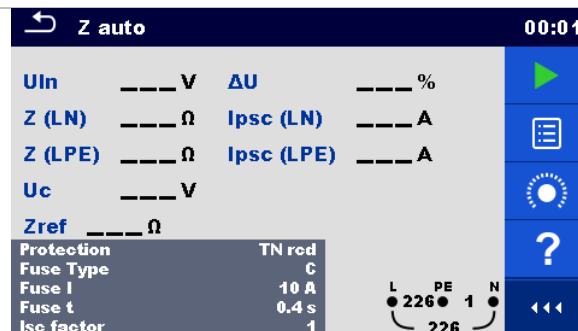 Z auto 00:01
Uln ___V ΔU ___%
Z (LN) ___Ω Ipsc (LN) ___A
Z (LPE) ___Ω Ipsc (LPE) ___A
Uc ___V
Zref ___Ω
Protection TN rcd
Fuse Type C
Fuse I 10 A
Fuse t 0.4 s
Isc factor 1
L PE N
226 1
226
?